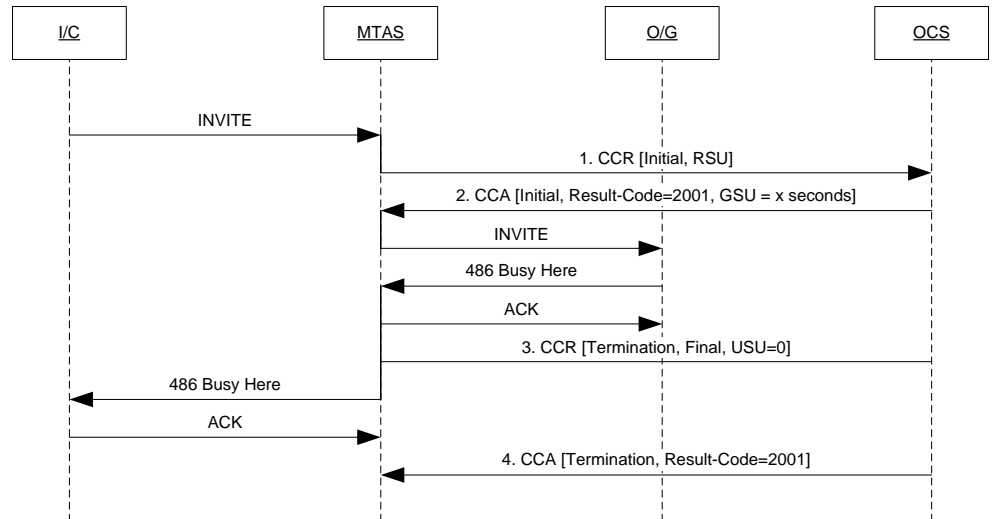 I/C
MTAS
O/G
OCS
INVITE
1. CCR [Initial, RSU]
2. CCA [Initial, Result-Code=2001, GSU = x seconds]
INVITE
486 Busy Here
ACK
3. CCR [Termination, Final, USU=0]
486 Busy Here
ACK
4. CCA [Termination, Result-Code=2001]